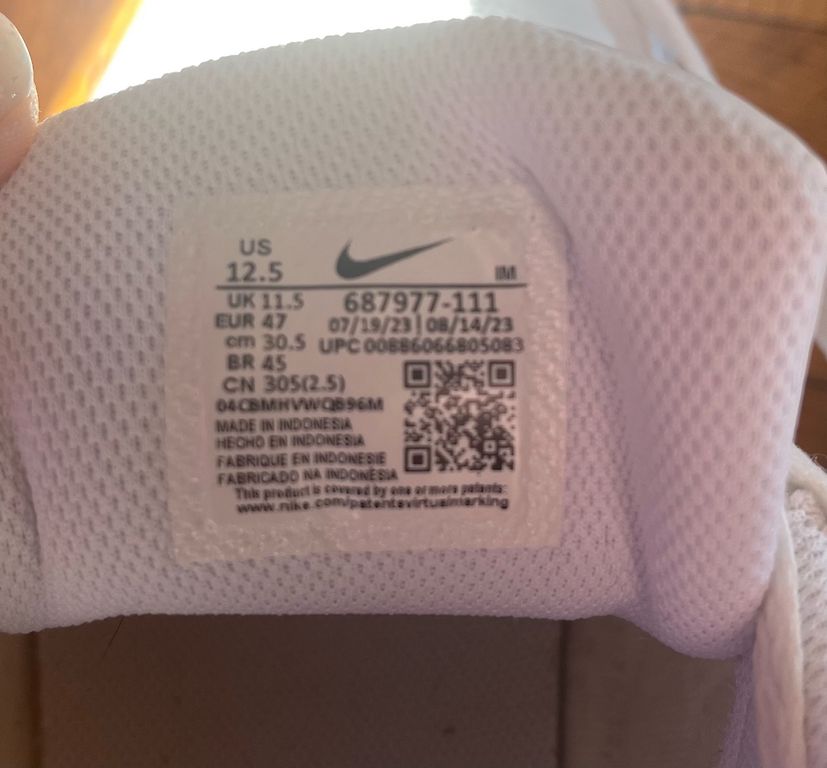 US
12.5
IM
UK 11.5
687977-111
EUR 47
07/19/23 | 08/14/23
cm 30.5
UPC 00886066805083
BR 45
CN 305(2.5)
04CBMHVWQB96M
MADE IN INDONESIA
HECHO EN INDONESIA
FABRIQUE EN INDONESIE
FABRICADO NA INDONÉSIA
This product is covered by one or more patents:
www.nike.com/patentsvirtualmarking